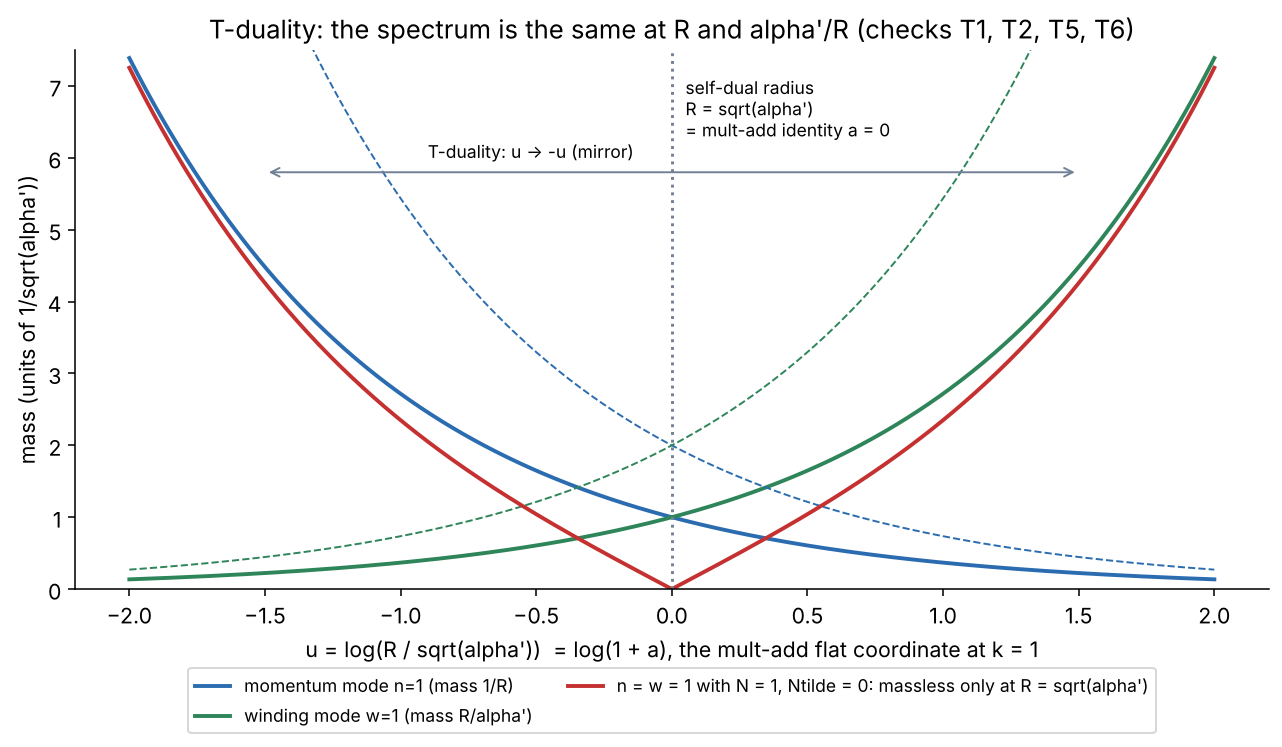 T-duality: the spectrum is the same at R and alpha'/R (checks T1, T2, T5, T6)
mass (units of 1/sqrt(alpha'))
7
6
5
4
3
2
1
0
self-dual radius
R = sqrt(alpha')
= mult-add identity a = 0
T-duality: u → -u (mirror)
−2.0
−1.5
−1.0
−0.5
0.0
0.5
1.0
1.5
2.0
u = log(R / sqrt(alpha')) = log(1 + a), the mult-add flat coordinate at k = 1
momentum mode n=1 (mass 1/R)
winding mode w=1 (mass R/alpha')
n = w = 1 with N = 1, Ntilde = 0: massless only at R = sqrt(alpha')